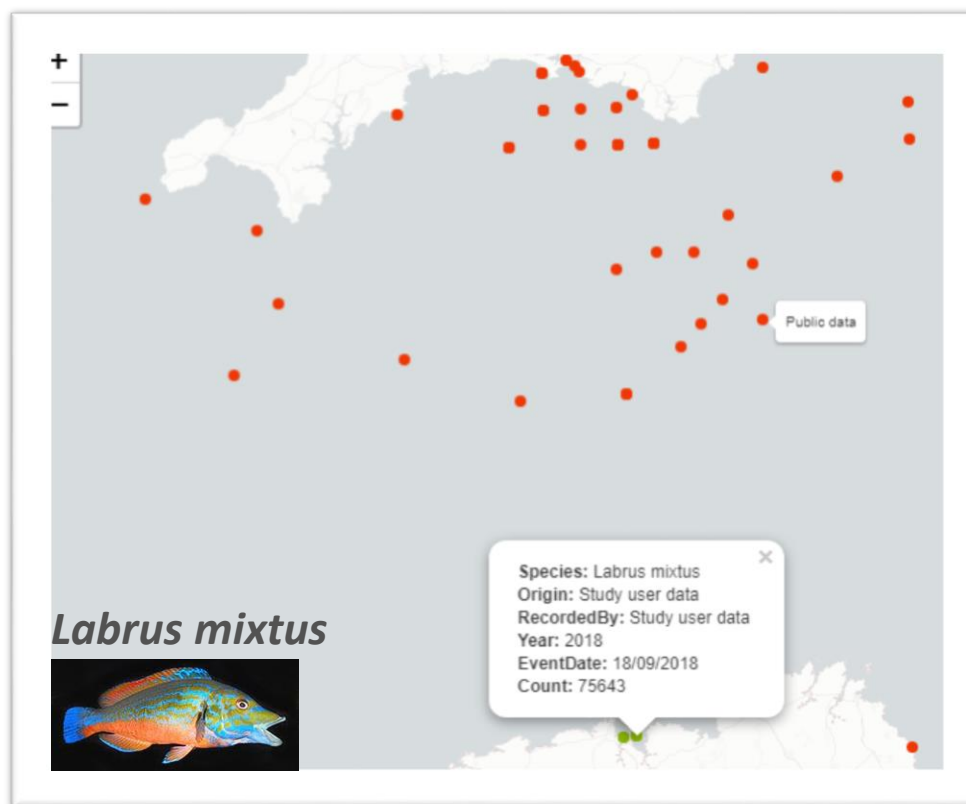 +
−
Public data
Species: Labrus mixtus
Origin: Study user data
RecordedBy: Study user data
Year: 2018
EventDate: 18/09/2018
Count: 75643
×
Labrus mixtus